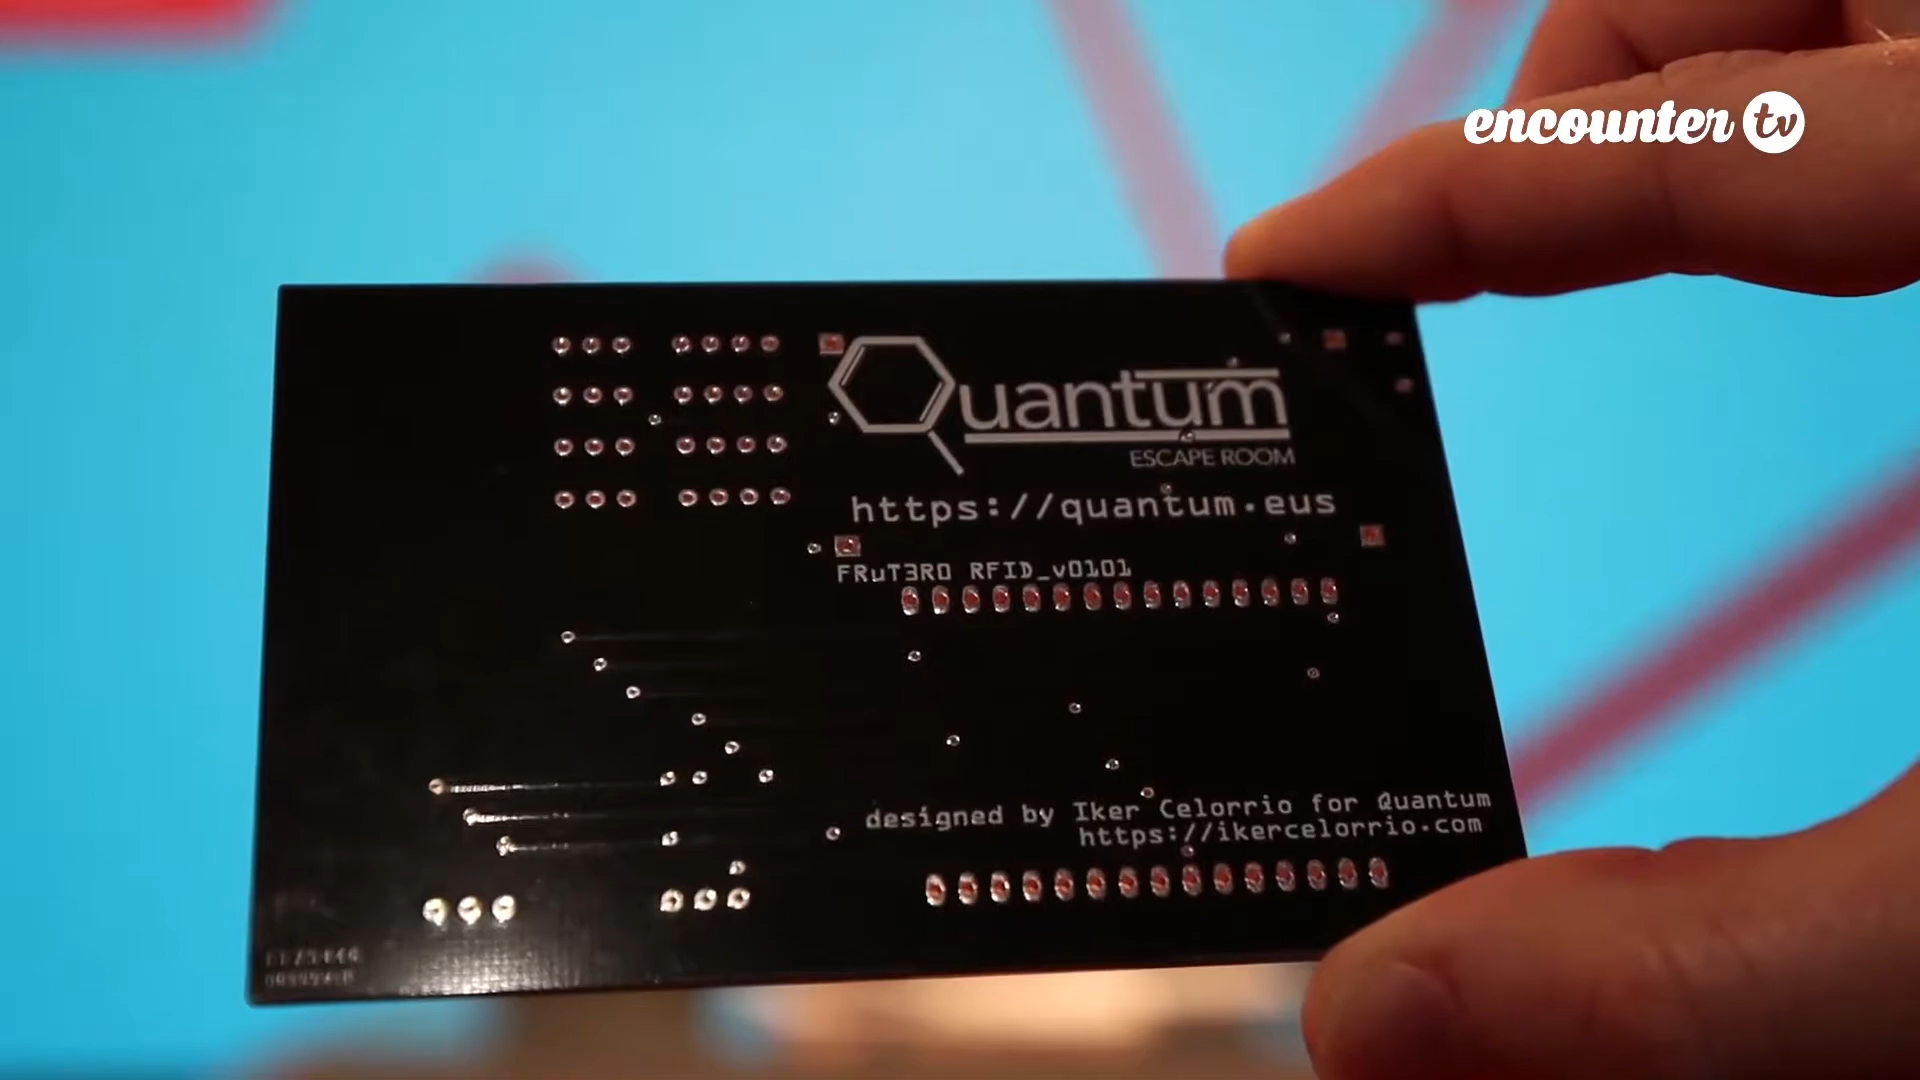 encounter tv
Quantum
ESCAPE ROOM
https://quantum.eus
FRuT3RO RFID_v0101
designed by Iker Celorrio for Quantum
https://ikercelorrio.com